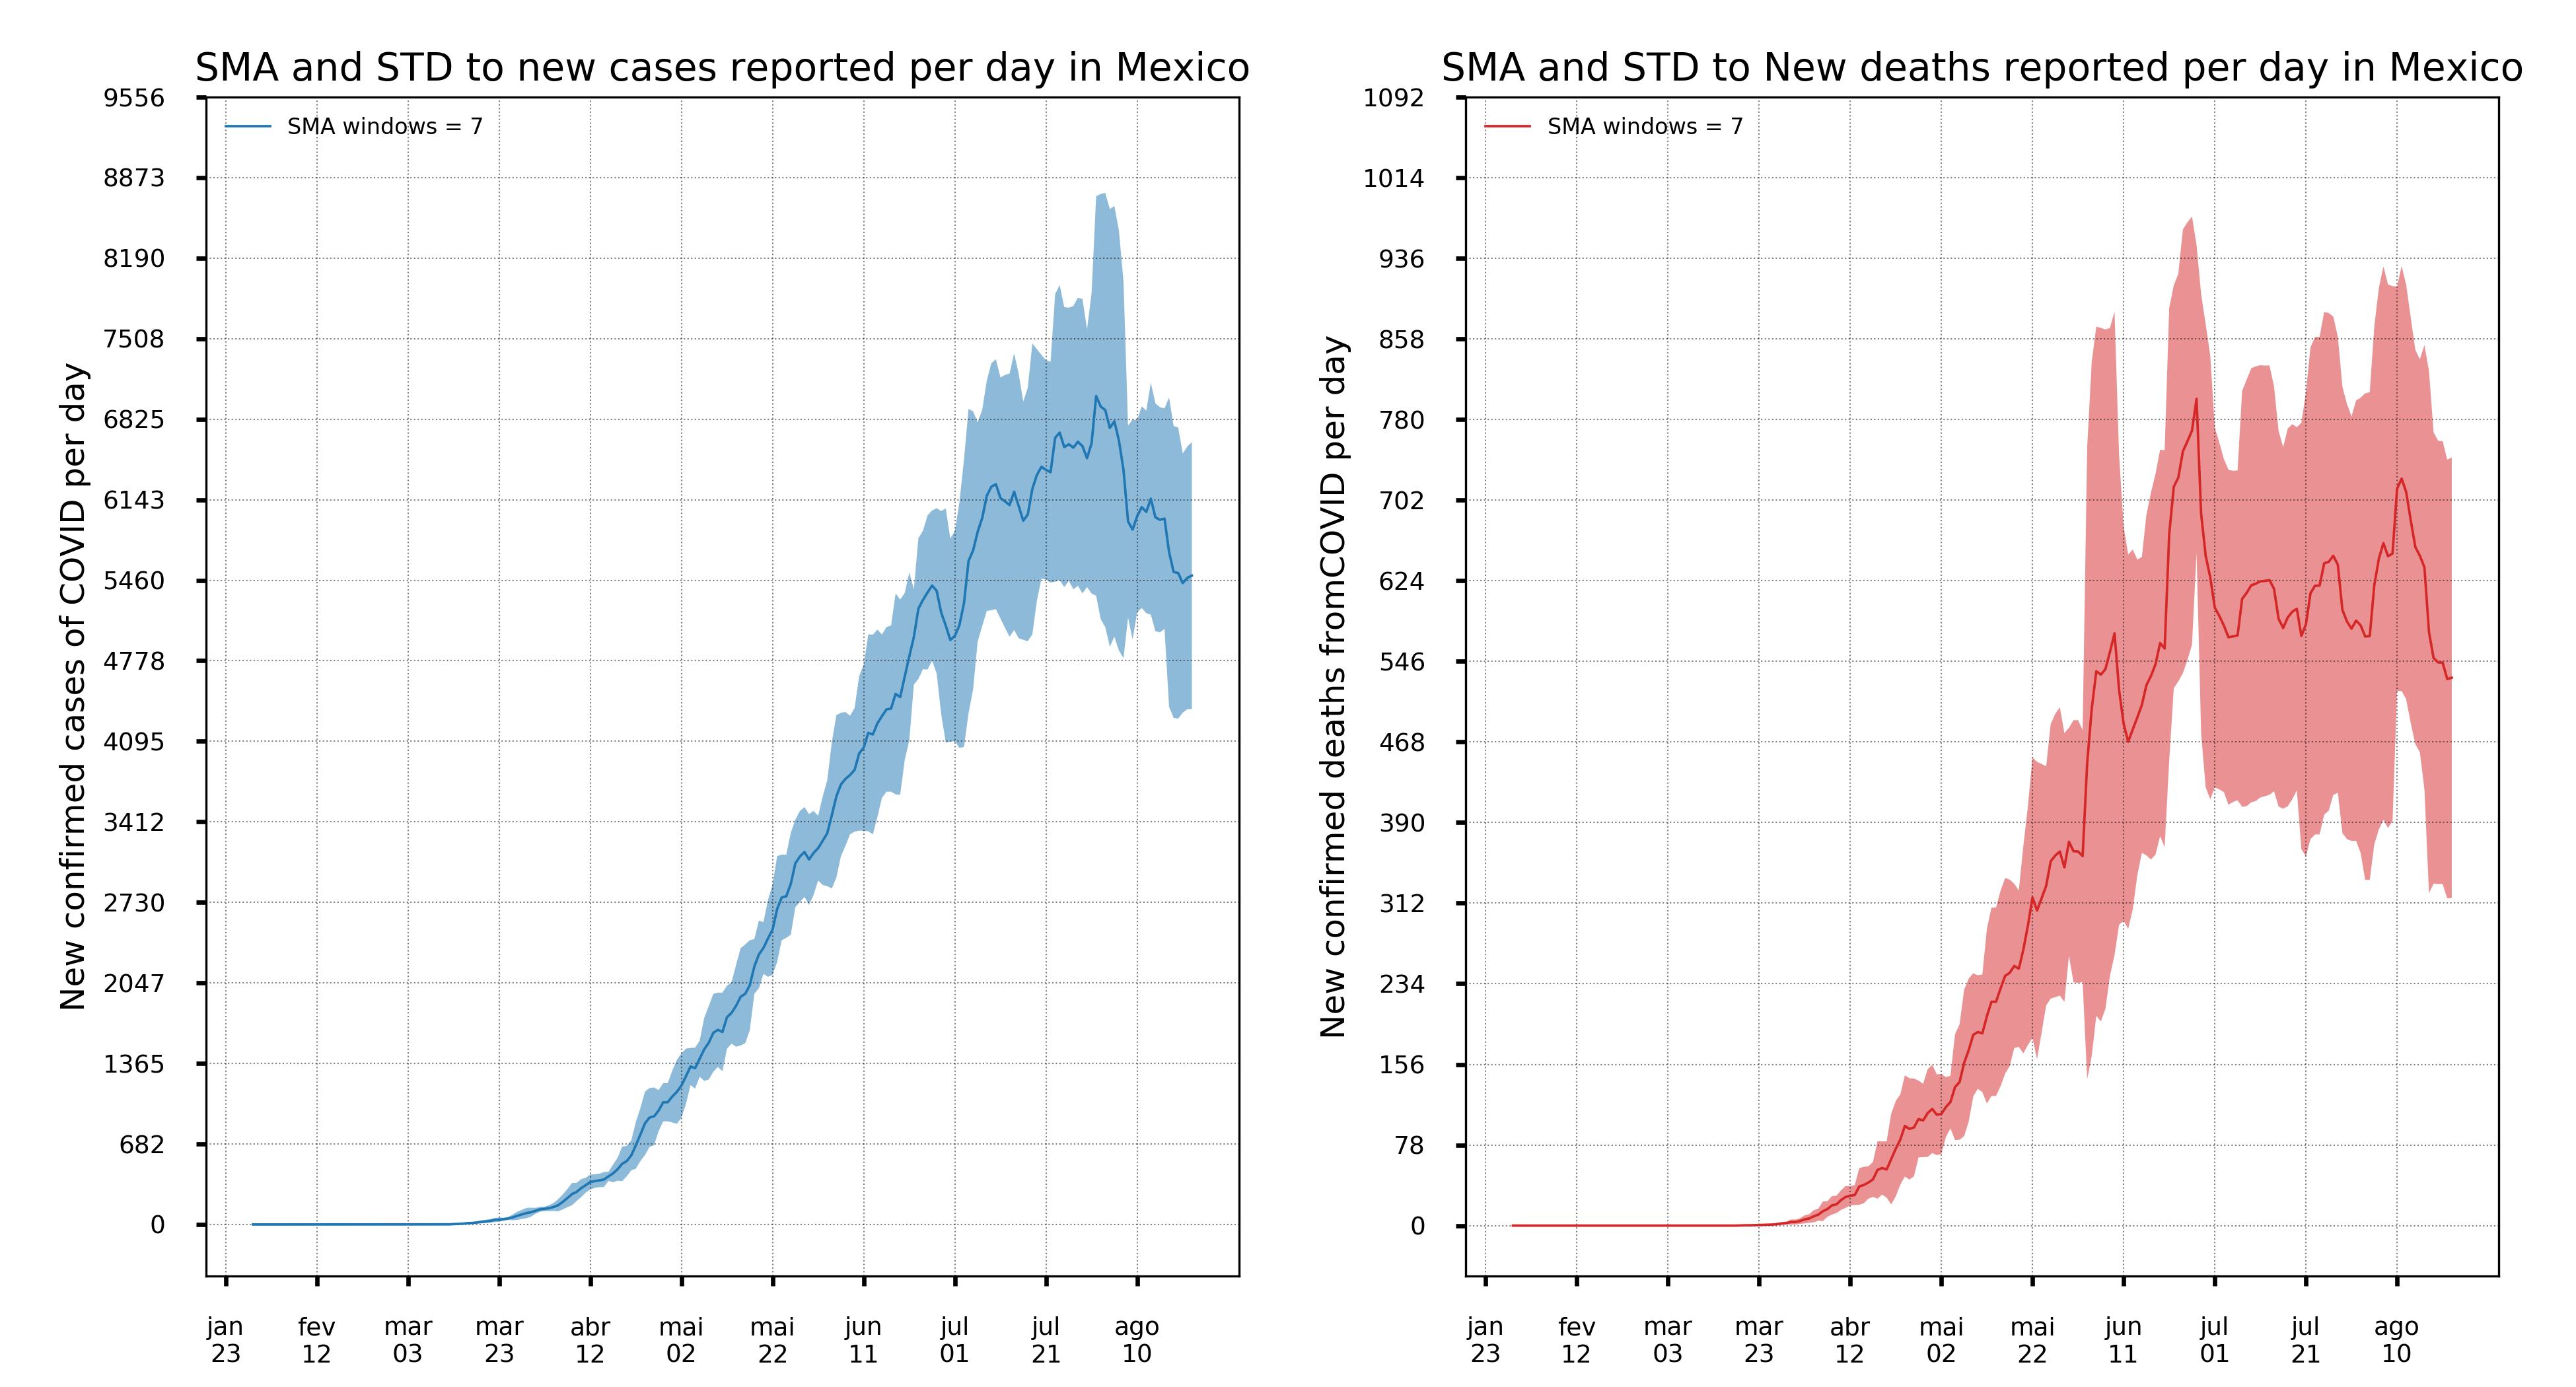 SMA and STD to new cases reported per day in Mexico
SMA windows = 7
New confirmed cases of COVID per day
9556
8873
8190
7508
6825
6143
5460
4778
4095
3412
2730
2047
1365
682
0
jan 23
fev 12
mar 03
mar 23
abr 12
mai 02
mai 22
jun 11
jul 01
jul 21
ago 10
SMA and STD to New deaths reported per day in Mexico
SMA windows = 7
New confirmed deaths fromCOVID per day
1092
1014
936
858
780
702
624
546
468
390
312
234
156
78
0
jan 23
fev 12
mar 03
mar 23
abr 12
mai 02
mai 22
jun 11
jul 01
jul 21
ago 10